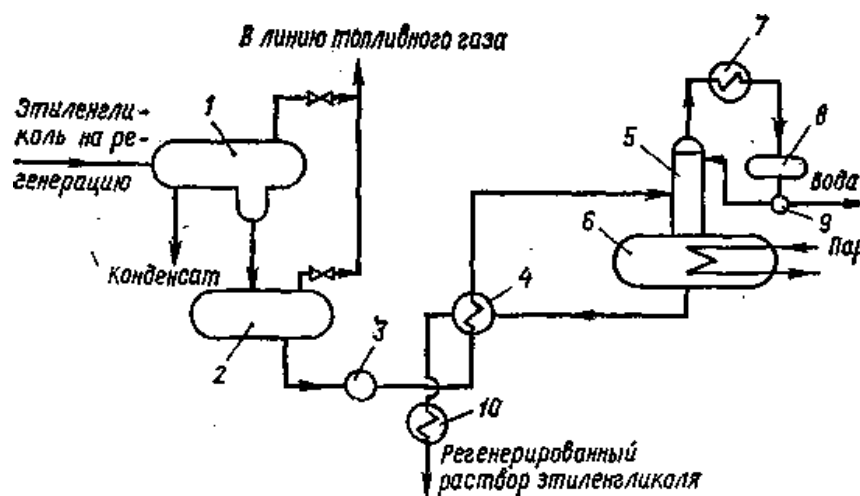 В линию топливного газа
7
Этиленгли-
коль на ре-
генерацию
1
5
8
Вода
9
6
Пар
Конденсат
4
2
3
10
Регенерированный
раствор этиленгликоля